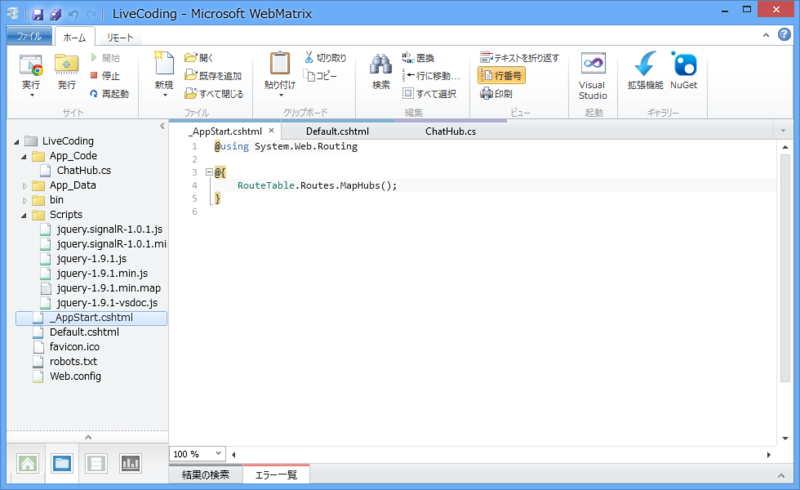 LiveCoding - Microsoft WebMatrix
ファイル ホーム リモート
実行
発行
開始
停止
再起動
サイト
新規
開く
既存を追加
すべて閉じる
ファイル
貼り付け
切り取り
コピー
クリップボード
検索
置換
行に移動...
すべて選択
編集
テキストを折り返す
行番号
印刷
ビュー
Visual
Studio
起動
拡張機能
NuGet
ギャラリー
LiveCoding
App_Code
ChatHub.cs
App_Data
bin
Scripts
jquery.signalR-1.0.1.js
jquery.signalR-1.0.1.mi
jquery-1.9.1.js
jquery-1.9.1.min.js
jquery-1.9.1.min.map
jquery-1.9.1-vsdoc.js
_AppStart.cshtml
Default.cshtml
favicon.ico
robots.txt
Web.config
_AppStart.cshtml × Default.cshtml ChatHub.cs
1 @using System.Web.Routing
2
3 @{
4 RouteTable.Routes.MapHubs();
5 }
6
100 %
結果の検索 エラー一覧